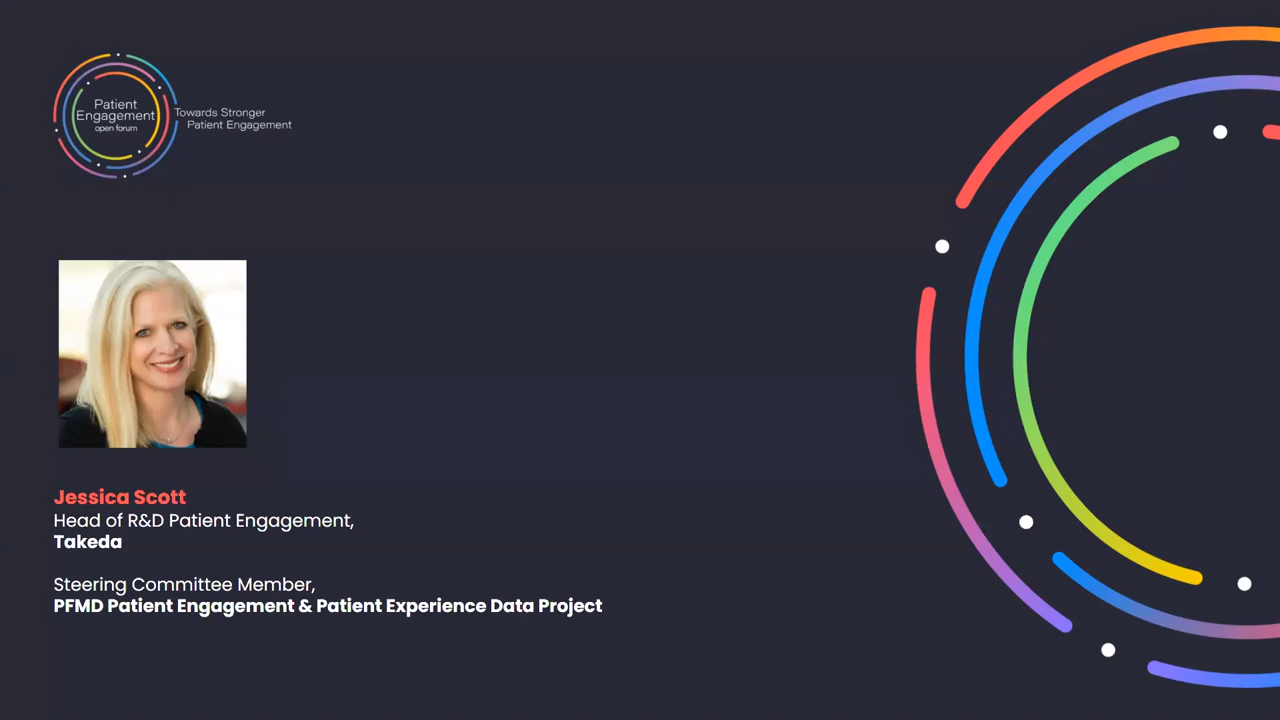 Patient
Engagement
open forum
Towards Stronger
Patient Engagement
Jessica Scott
Head of R&D Patient Engagement,
Takeda
Steering Committee Member,
PFMD Patient Engagement & Patient Experience Data Project